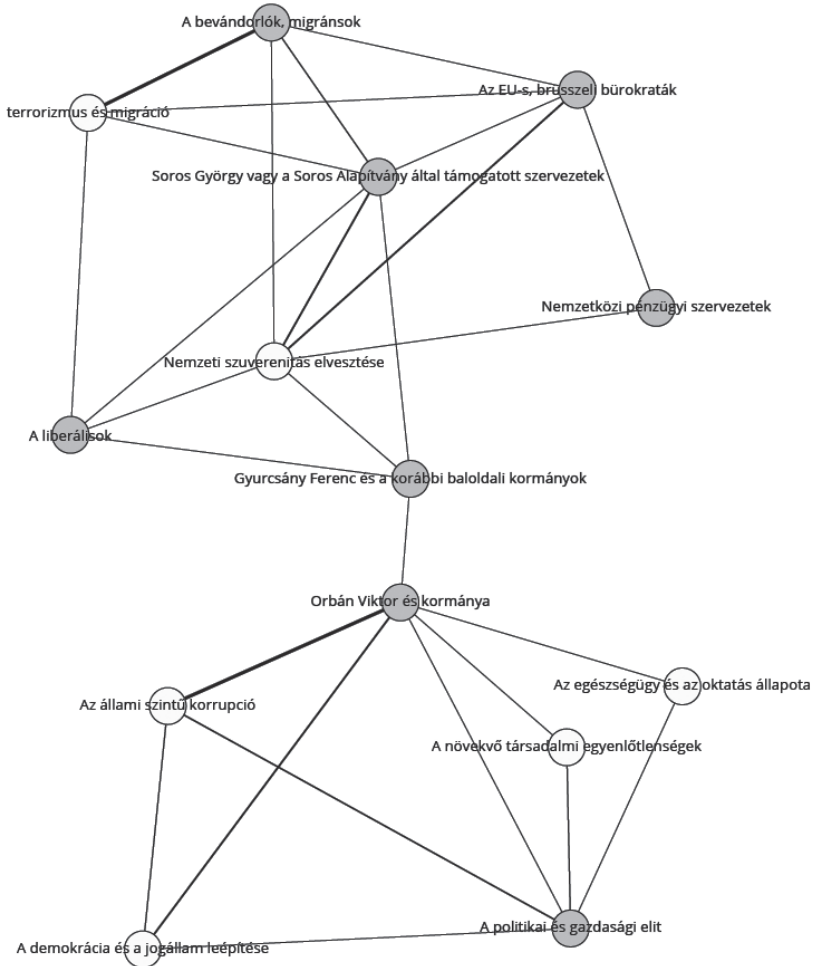 A bevándorlók, migránsok
Az EU-s, brüsszeli bürokraták
terrorizmus és migráció
Soros György vagy a Soros Alapítvány által támogatott szervezetek
Nemzetközi pénzügyi szervezetek
Nemzeti szuverenitás elvesztése
A liberálisok
Gyurcsány Ferenc és a korábbi baloldali kormányok
Orbán Viktor és kormánya
Az egészségügy és az oktatás állapota
Az állami szintű korrupció
A növekvő társadalmi egyenlőtlenségek
A politikai és gazdasági elit
A demokrácia és a jogállam leépítése